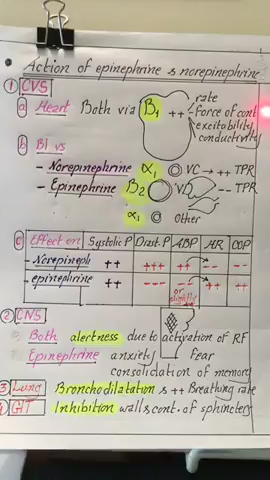 Action of epinephrine & norepinephrine
① CVS
ⓐ Heart Both via B1 ++ rate
force of cont
excitability
conductivity
ⓑ Bl vs
- Norepinephrine α1 VC → ++ TPR
- Epinephrine B2 VD -- TPR
α1 Other
ⓒ Effect on Systolic P Diast. P ABP HR COP
- Norepineph ++ +++ ++ -- --
- epinephrine ++ --- -- ++ ++
or slightly
② CNS
Both alertness due to activation of RF
Epinephrine anxiety fear
consolidation of memory
③ Lung Bronchodilatation & ++ Breathing rate
④ GIT Inhibition wall & cont. of sphincters